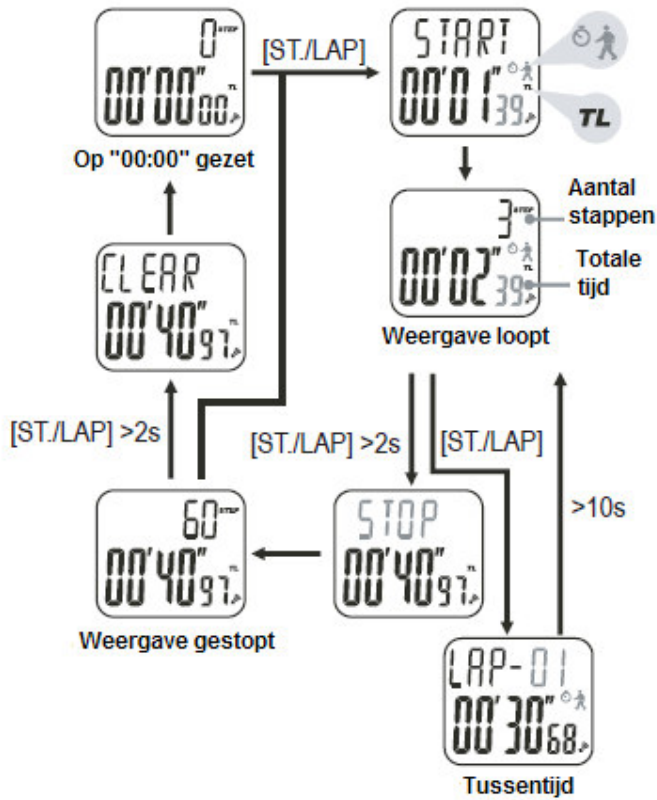 0 STEP
00'00"00
TL
Op "00:00" gezet
[ST./LAP]
START
00'01"39
TL
TL
3 STEP
00'02"39
TL
Aantal
stappen
Totale
tijd
Weergave loopt
CLEAR
00'40"97
TL
[ST./LAP] >2s
[ST./LAP] >2s
[ST./LAP]
>10s
60 STEP
00'40"97
TL
Weergave gestopt
STOP
00'40"97
TL
LAP-01
00'30"68
Tussentijd